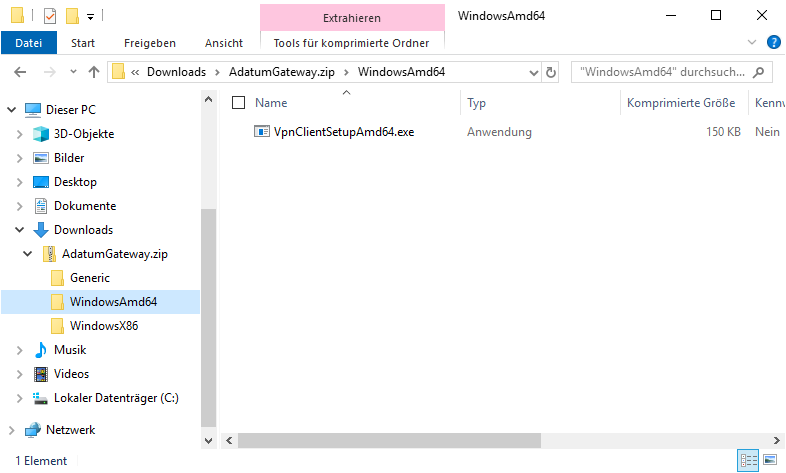 Extrahieren
WindowsAmd64
Datei
Start
Freigeben
Ansicht
Tools für komprimierte Ordner
« Downloads > AdatumGateway.zip > WindowsAmd64
"WindowsAmd64" durchsuch...
Dieser PC
3D-Objekte
Bilder
Desktop
Dokumente
Downloads
AdatumGateway.zip
Generic
WindowsAmd64
WindowsX86
Musik
Videos
Lokaler Datenträger (C:)
Netzwerk
Name Typ Komprimierte Größe Kennw
VpnClientSetupAmd64.exe Anwendung 150 KB Nein
1 Element